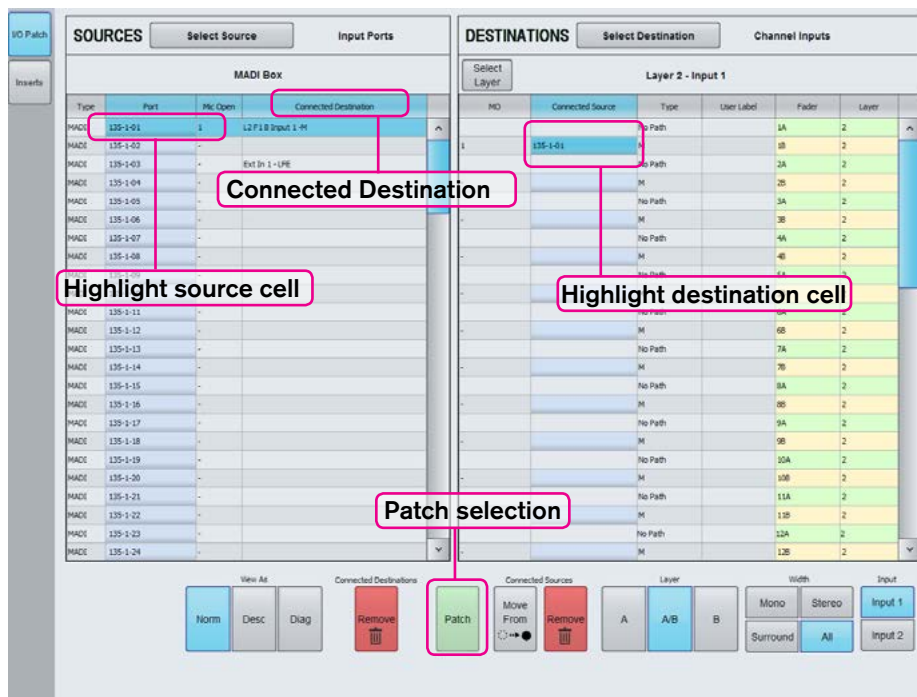 I/O Patch
Inserts
SOURCES Select Source Input Ports
MADI Box
Type Port Mic Open Connected Destination
MADI 135-1-01 1 L2 F1 B Input 1 -M
MADI 135-1-02 -
MADI 135-1-03 - Ext In 1 - LFE
MADI 135-1-04 -
MADI 135-1-05 -
MADI 135-1-06 -
MADI 135-1-07 -
MADI 135-1-08 -
MADI 135-1-09 -
MADI 135-1-11 -
MADI 135-1-12 -
MADI 135-1-13 -
MADI 135-1-14 -
MADI 135-1-15 -
MADI 135-1-16 -
MADI 135-1-17 -
MADI 135-1-18 -
MADI 135-1-19 -
MADI 135-1-20 -
MADI 135-1-21 -
MADI 135-1-22 -
MADI 135-1-23 -
MADI 135-1-24 -
Connected Destination
Highlight source cell
DESTINATIONS Select Destination Channel Inputs
Select
Layer
Layer 2 - Input 1
MO Connected Source Type User Label Fader Layer
No Path 1A 2
1 135-1-01 M 1B 2
No Path 2A 2
M 2B 2
No Path 3A 2
- M 3B 2
No Path 4A 2
- M 4B 2
No Path 5A 2
-
No Path 6A 2
- M 6B 2
No Path 7A 2
- M 7B 2
No Path 8A 2
- M 8B 2
No Path 9A 2
- M 9B 2
No Path 10A 2
- M 10B 2
No Path 11A 2
M 11B 2
No Path 12A 2
- M 12B 2
Highlight destination cell
Patch selection
View As
Norm Desc Diag
Connected Destinations
Remove
Patch
Connected Sources
Move
From
Remove
Layer
A A/B B
Width
Mono Stereo
Surround All
Input
Input 1
Input 2